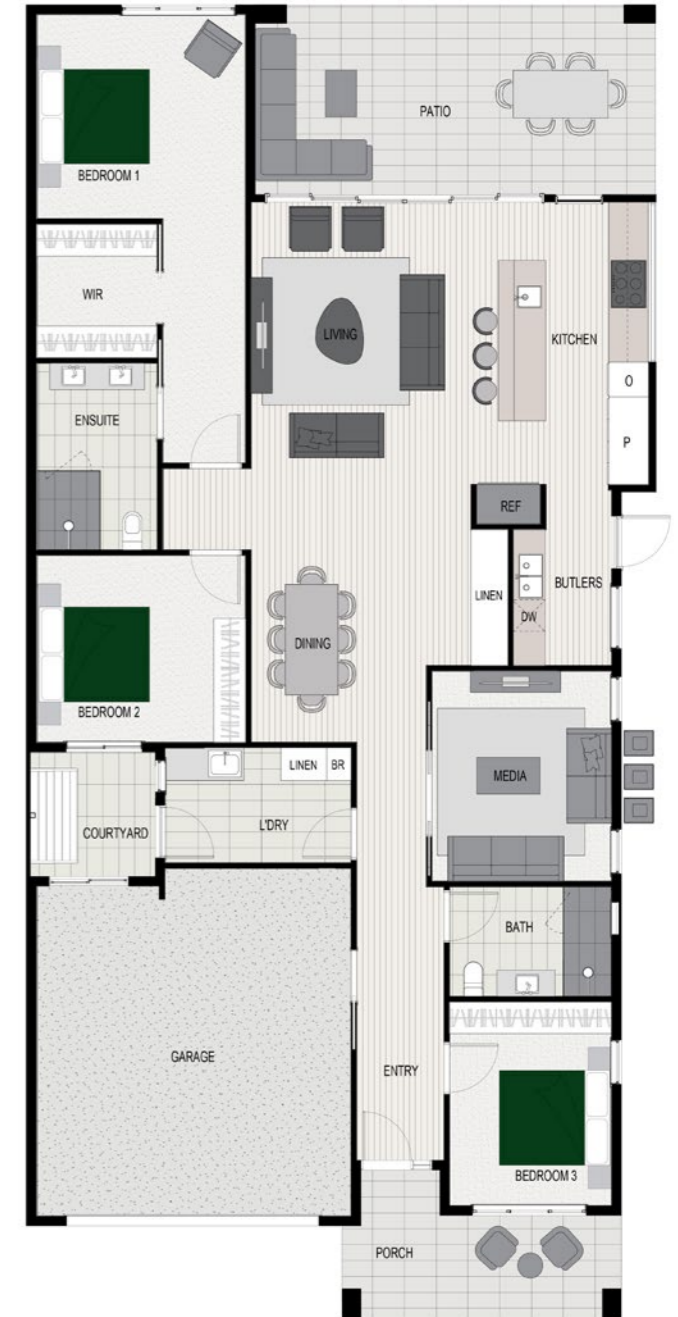 PATIO
BEDROOM 1
WIR
LIVING
KITCHEN
O
ENSUITE
P
REF
BUTLERS
LINEN
DW
DINING
BEDROOM 2
LINEN BR
MEDIA
COURTYARD
L'DRY
BATH
GARAGE
ENTRY
BEDROOM 3
PORCH